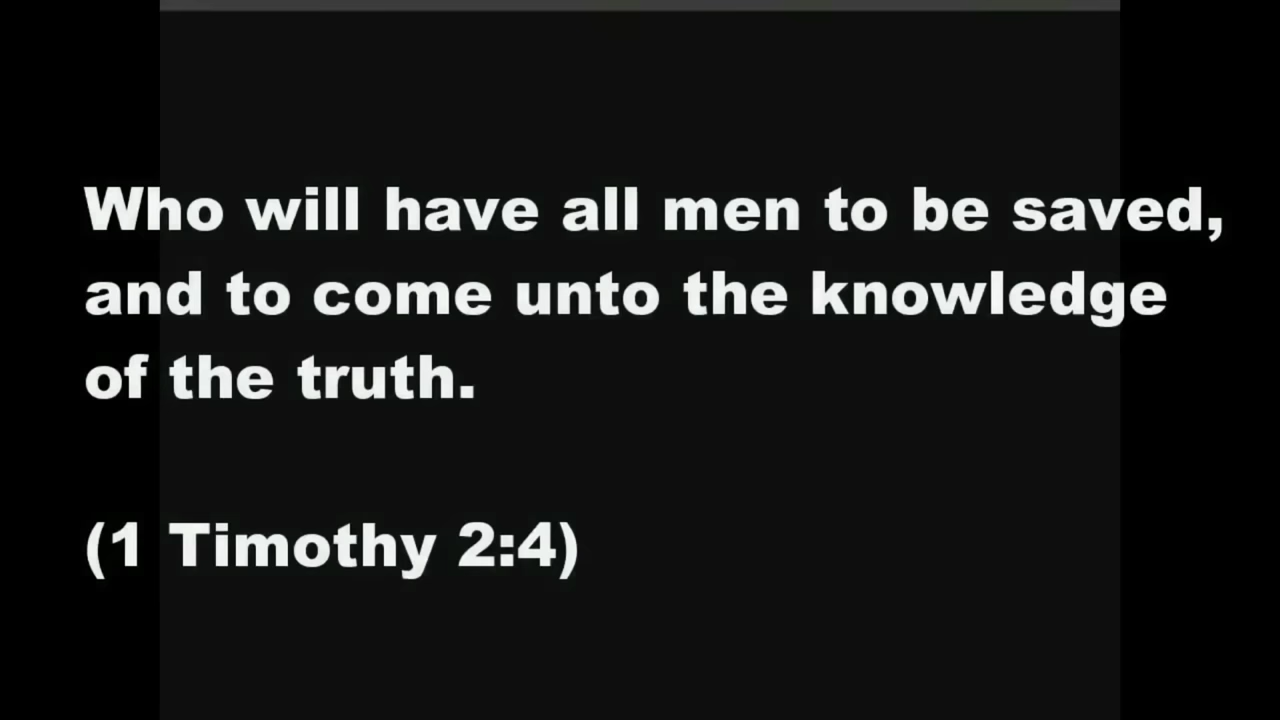 Who will have all men to be saved,
and to come unto the knowledge
of the truth.
(1 Timothy 2:4)